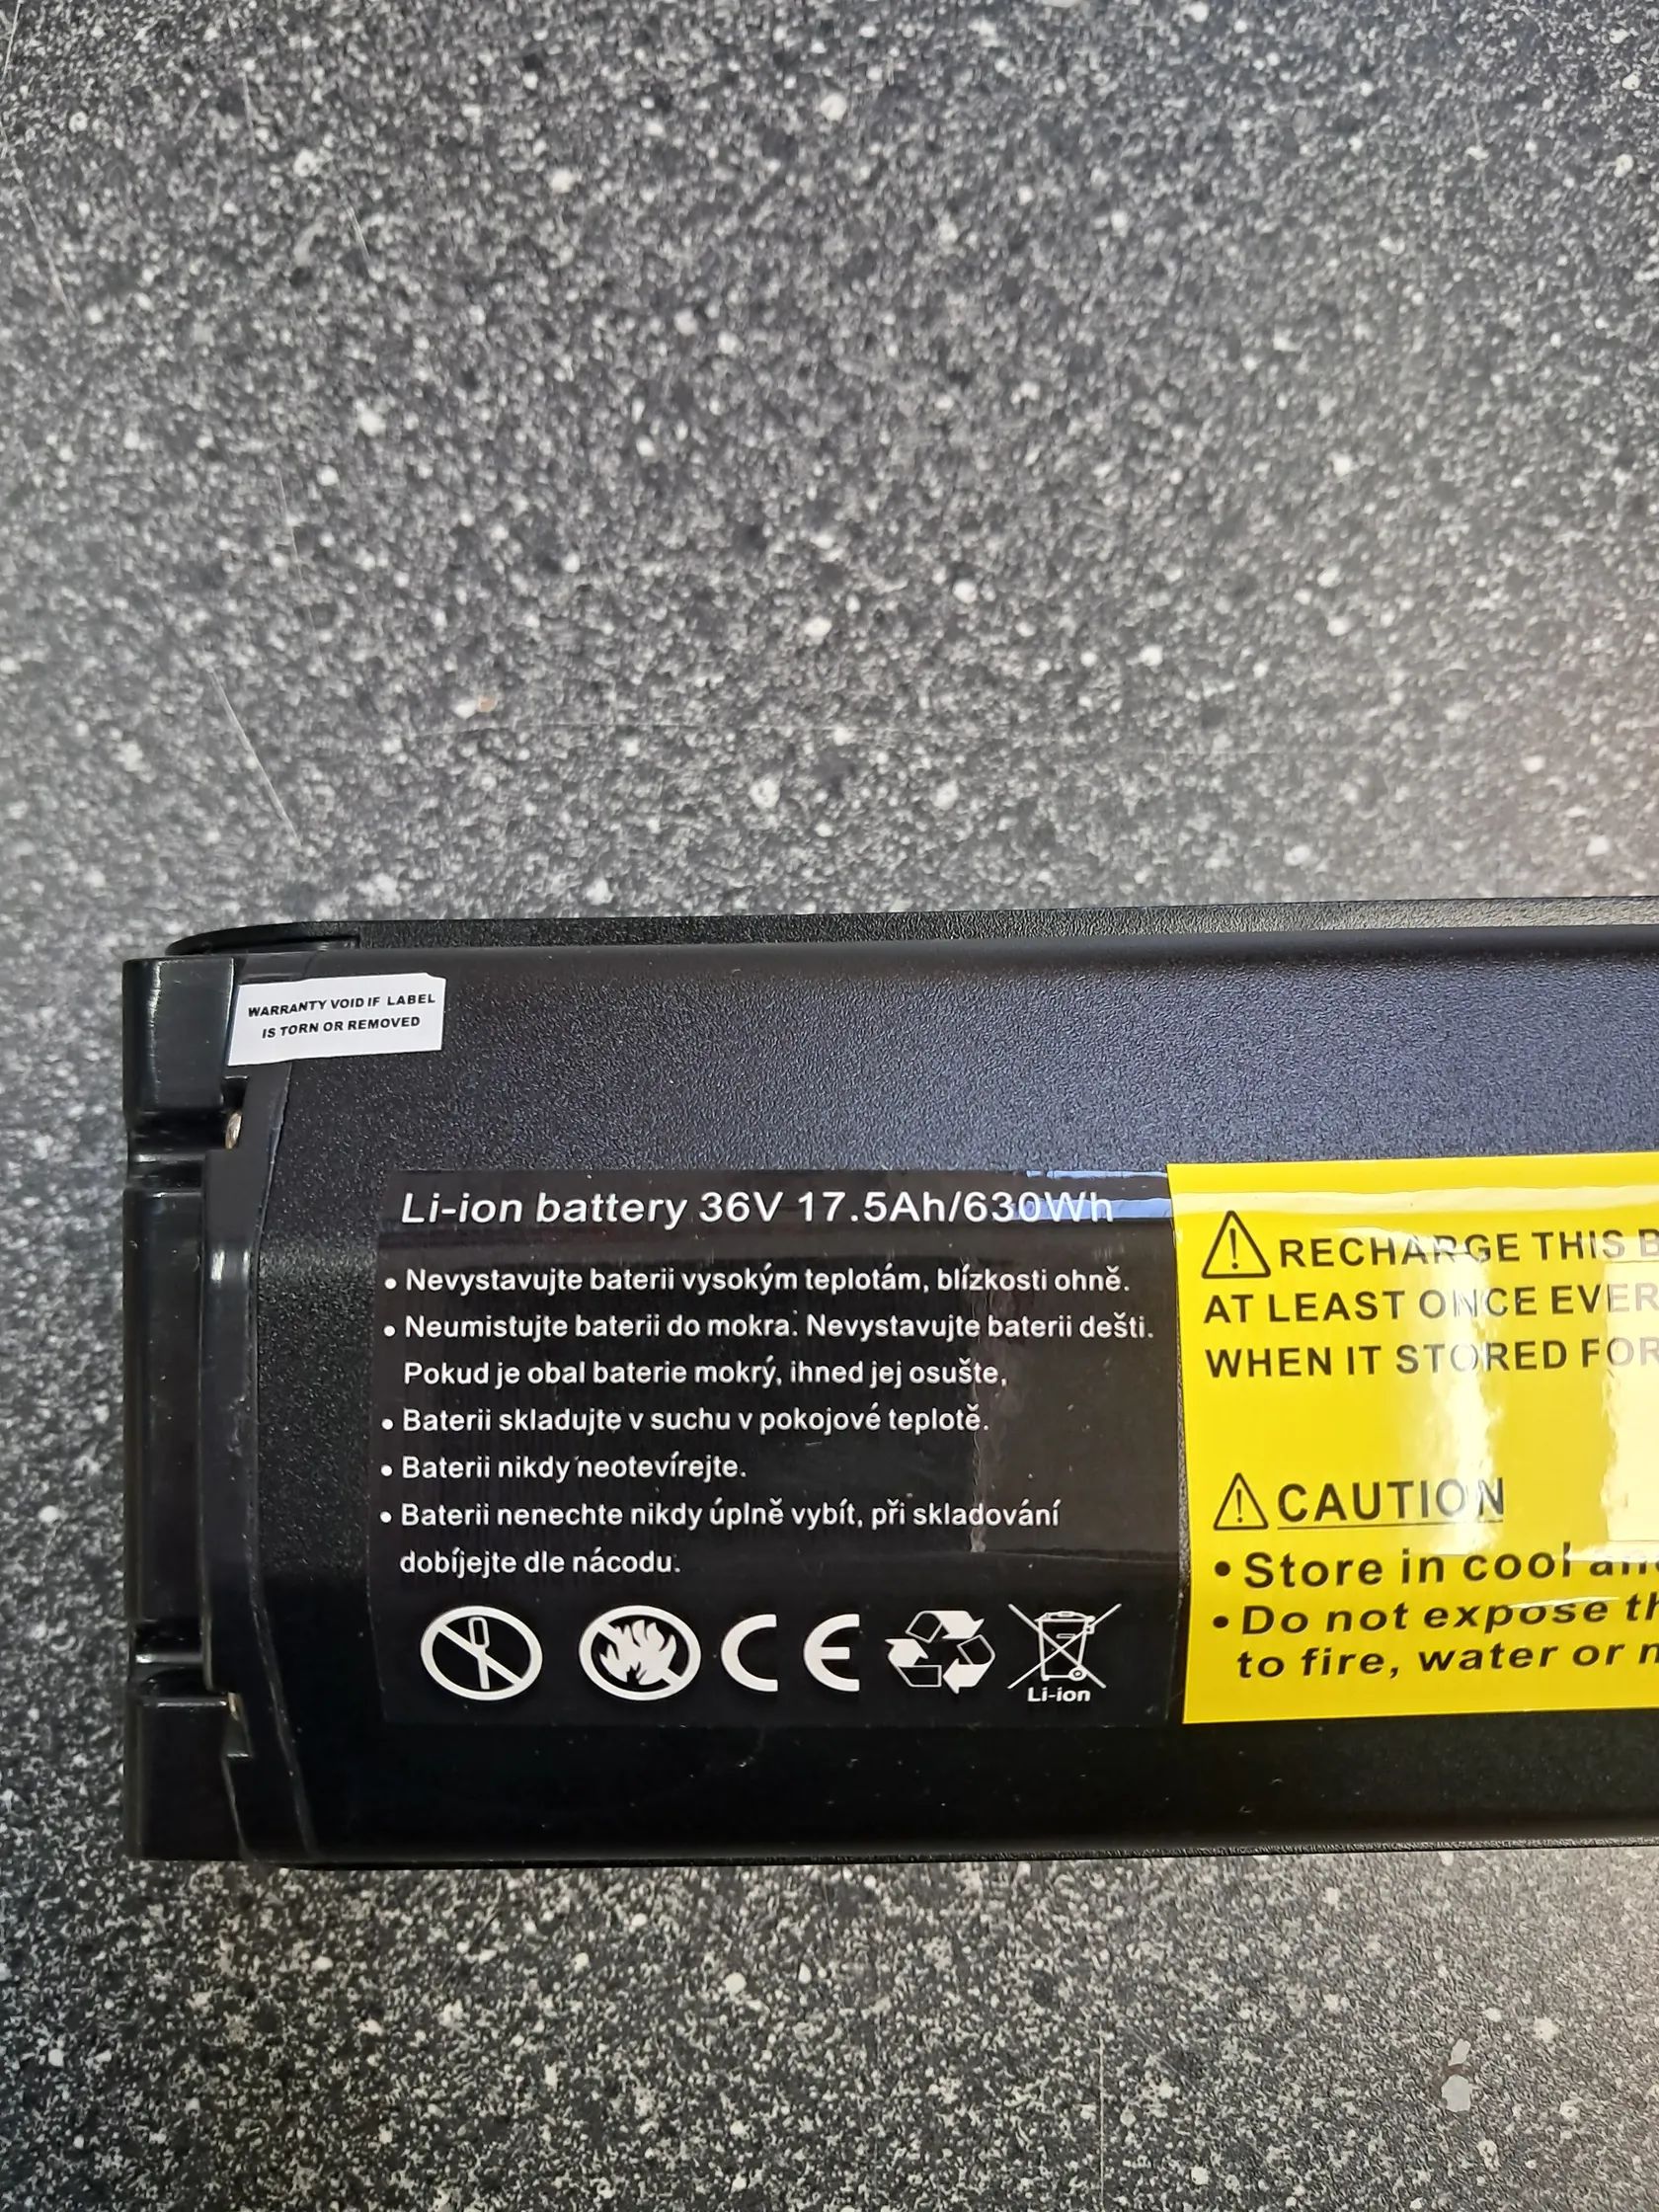 WARRANTY VOID IF LABEL
IS TORN OR REMOVED
Li-ion battery 36V 17.5Ah/630Wh
• Nevystavujte baterii vysokým teplotám, blízkosti ohně.
• Neumistujte baterii do mokra. Nevystavujte baterii dešti.
Pokud je obal baterie mokrý, ihned jej osušte,
• Baterii skladujte v suchu v pokojové teplotě.
• Baterii nikdy neotevírejte.
• Baterii nenechte nikdy úplně vybít, při skladování
dobíjejte dle nácodu.
CE
Li-ion
RECHARGE THIS
AT LEAST ONCE
WHEN IT STORED FOR
CAUTION
• Store in cool
• Do not expose
to fire, water or